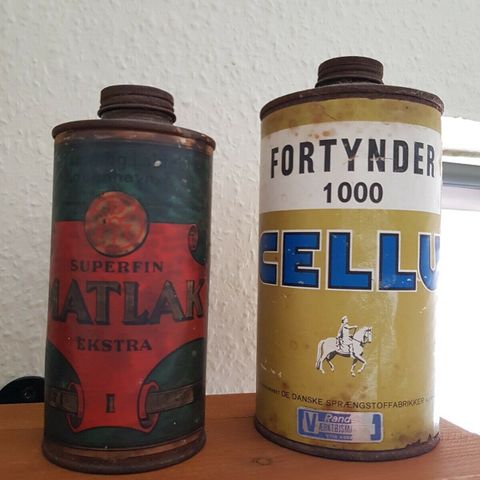 SUPERFIN
MATLAK
EKSTRA
FORTYNDER
1000
CELLU
DE DANSKE SPRÆNGSTOFFABRIKKER
Rand